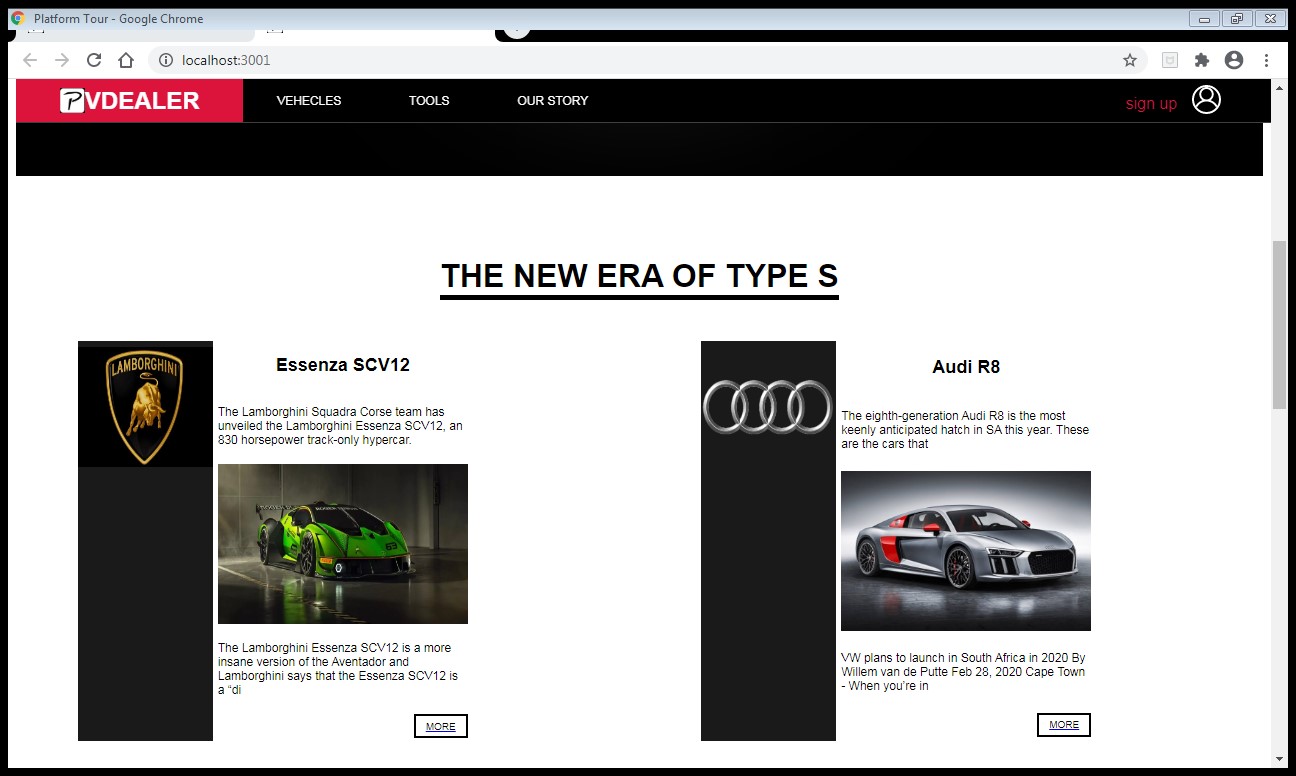 Platform Tour - Google Chrome
localhost:3001
PVDEALER
VEHECLES
TOOLS
OUR STORY
sign up
THE NEW ERA OF TYPE S
LAMBORGHINI
Essenza SCV12
The Lamborghini Squadra Corse team has
unveiled the Lamborghini Essenza SCV12, an
830 horsepower track-only hypercar.
63
The Lamborghini Essenza SCV12 is a more
insane version of the Aventador and
Lamborghini says that the Essenza SCV12 is
a “di
MORE
Audi R8
The eighth-generation Audi R8 is the most
keenly anticipated hatch in SA this year. These
are the cars that
VW plans to launch in South Africa in 2020 By
Willem van de Putte Feb 28, 2020 Cape Town
- When you’re in
MORE